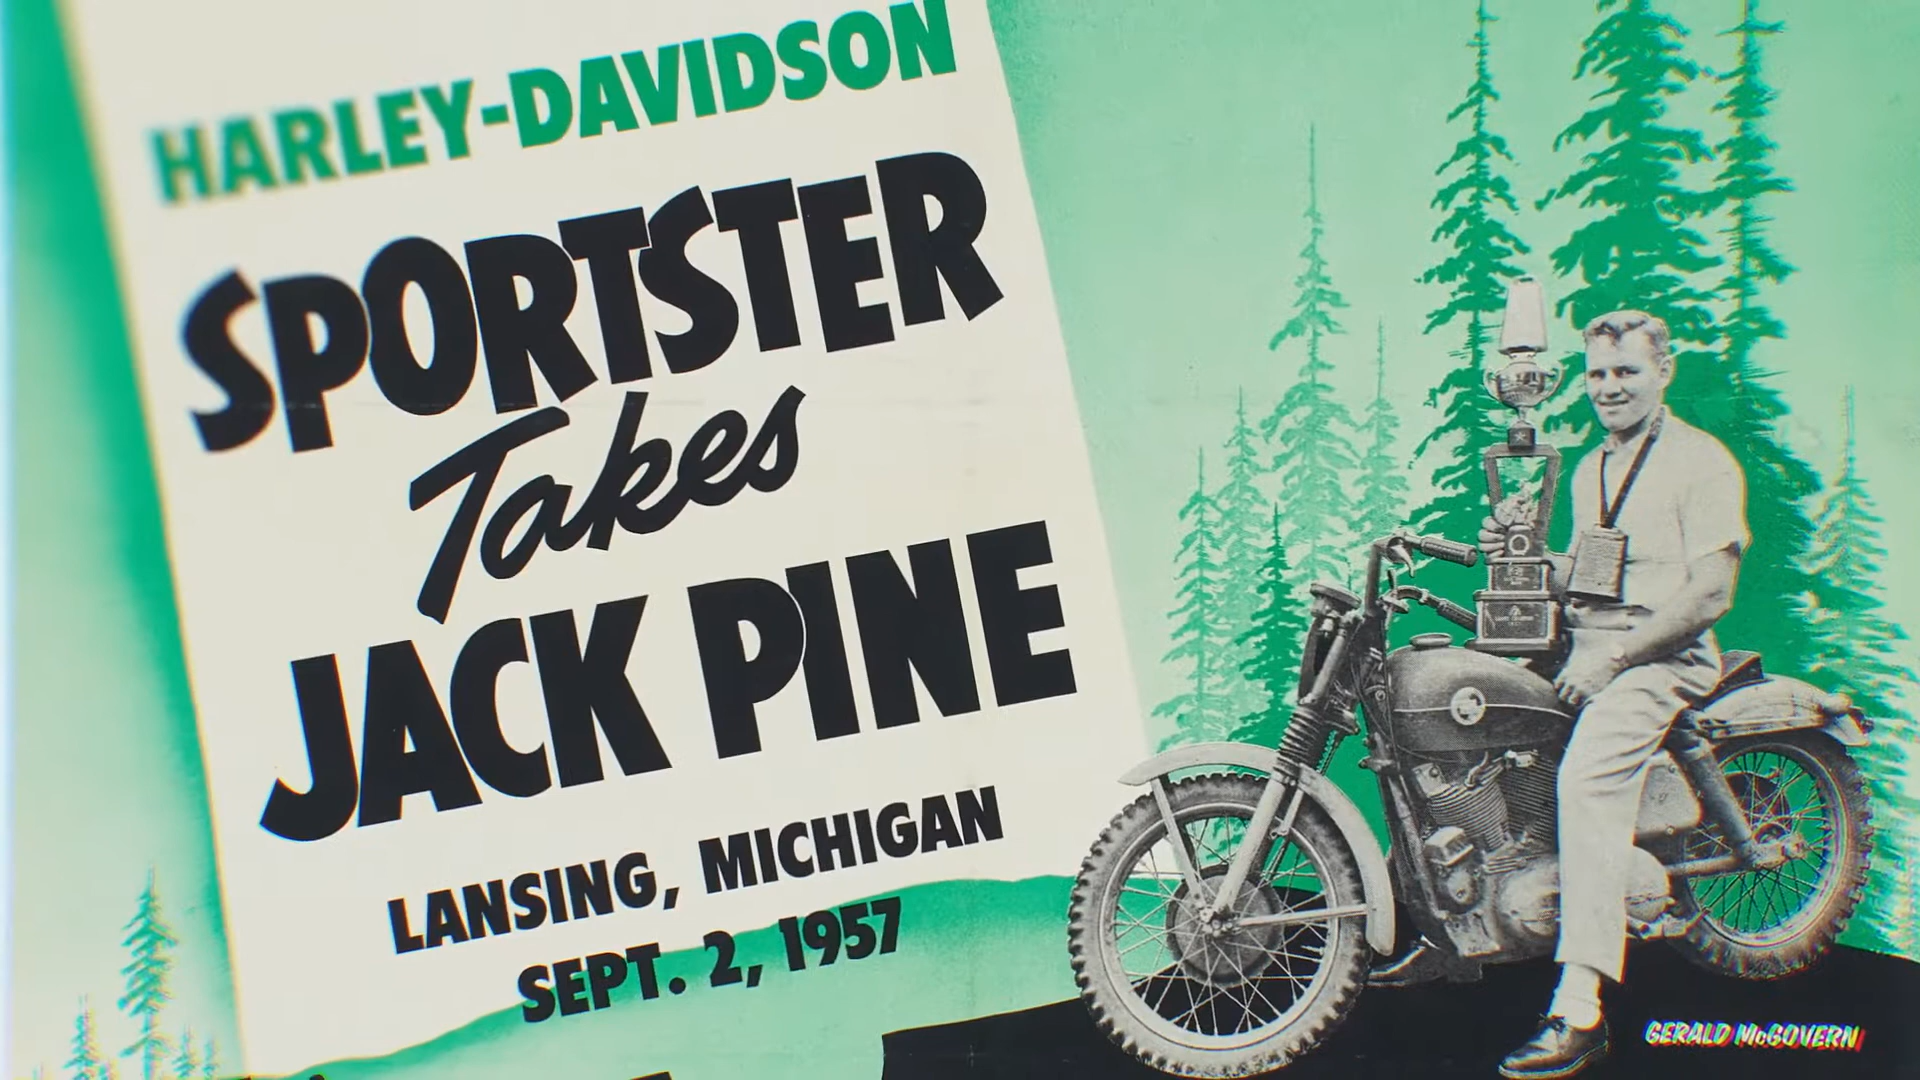 HARLEY-DAVIDSON
SPORTSTER
Takes
JACK PINE
LANSING, MICHIGAN
SEPT. 2, 1957
GERALD McGOVERN